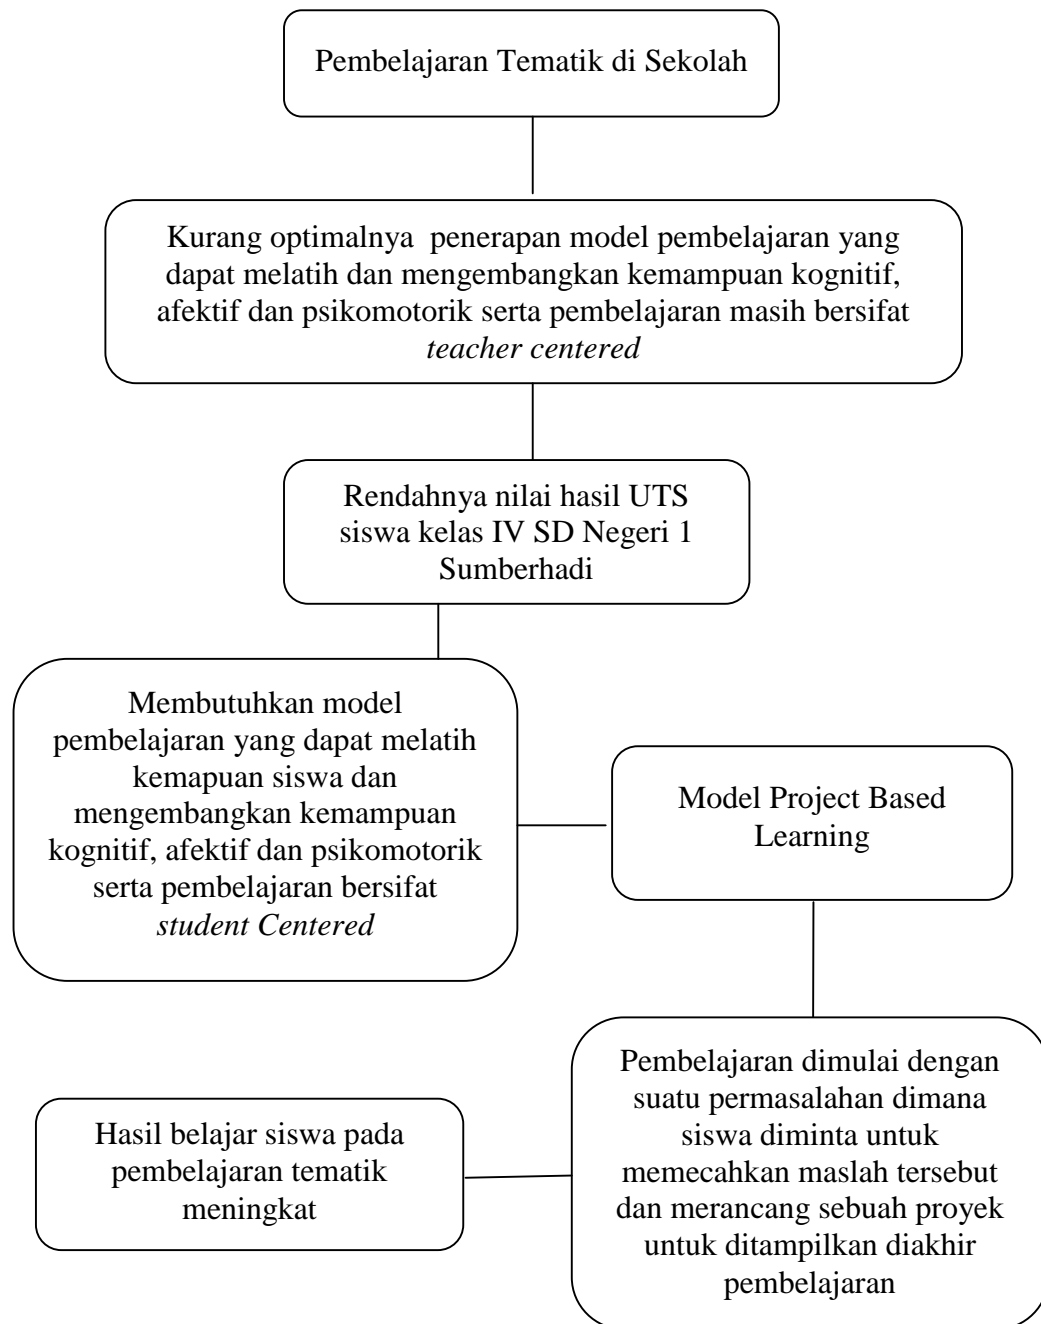 Pembelajaran Tematik di Sekolah
Kurang optimalnya  penerapan model pembelajaran yang
dapat melatih dan mengembangkan kemampuan kognitif,
afektif dan psikomotorik serta pembelajaran masih bersifat
teacher centered
Rendahnya nilai hasil UTS
siswa kelas IV SD Negeri 1
Sumberhadi
Membutuhkan model
pembelajaran yang dapat melatih
kemapuan siswa dan
mengembangkan kemampuan
kognitif, afektif dan psikomotorik
serta pembelajaran bersifat
student Centered
Model Project Based
Learning
Pembelajaran dimulai dengan
suatu permasalahan dimana
siswa diminta untuk
memecahkan maslah tersebut
dan merancang sebuah proyek
untuk ditampilkan diakhir
pembelajaran
Hasil belajar siswa pada
pembelajaran tematik
meningkat